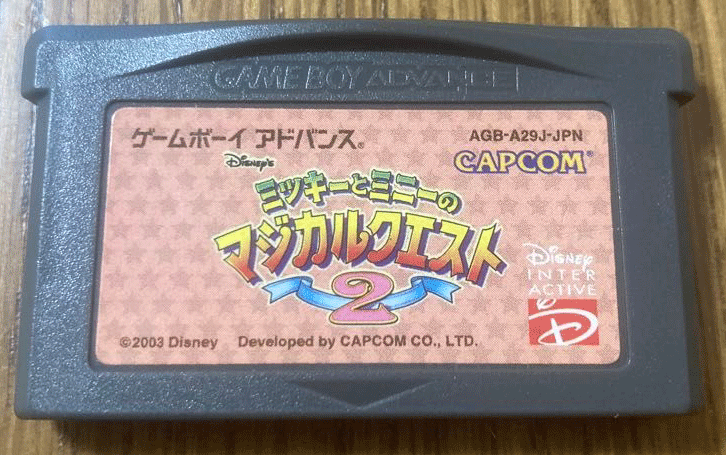 GAME BOY ADVANCE
ゲームボーイ アドバンス®
AGB-A29J-JPN
CAPCOM®
Disney's
ミッキーとミニーの
マジカルクエスト
2
Disney
INTER
ACTIVE
D
©2003 Disney Developed by CAPCOM CO., LTD.